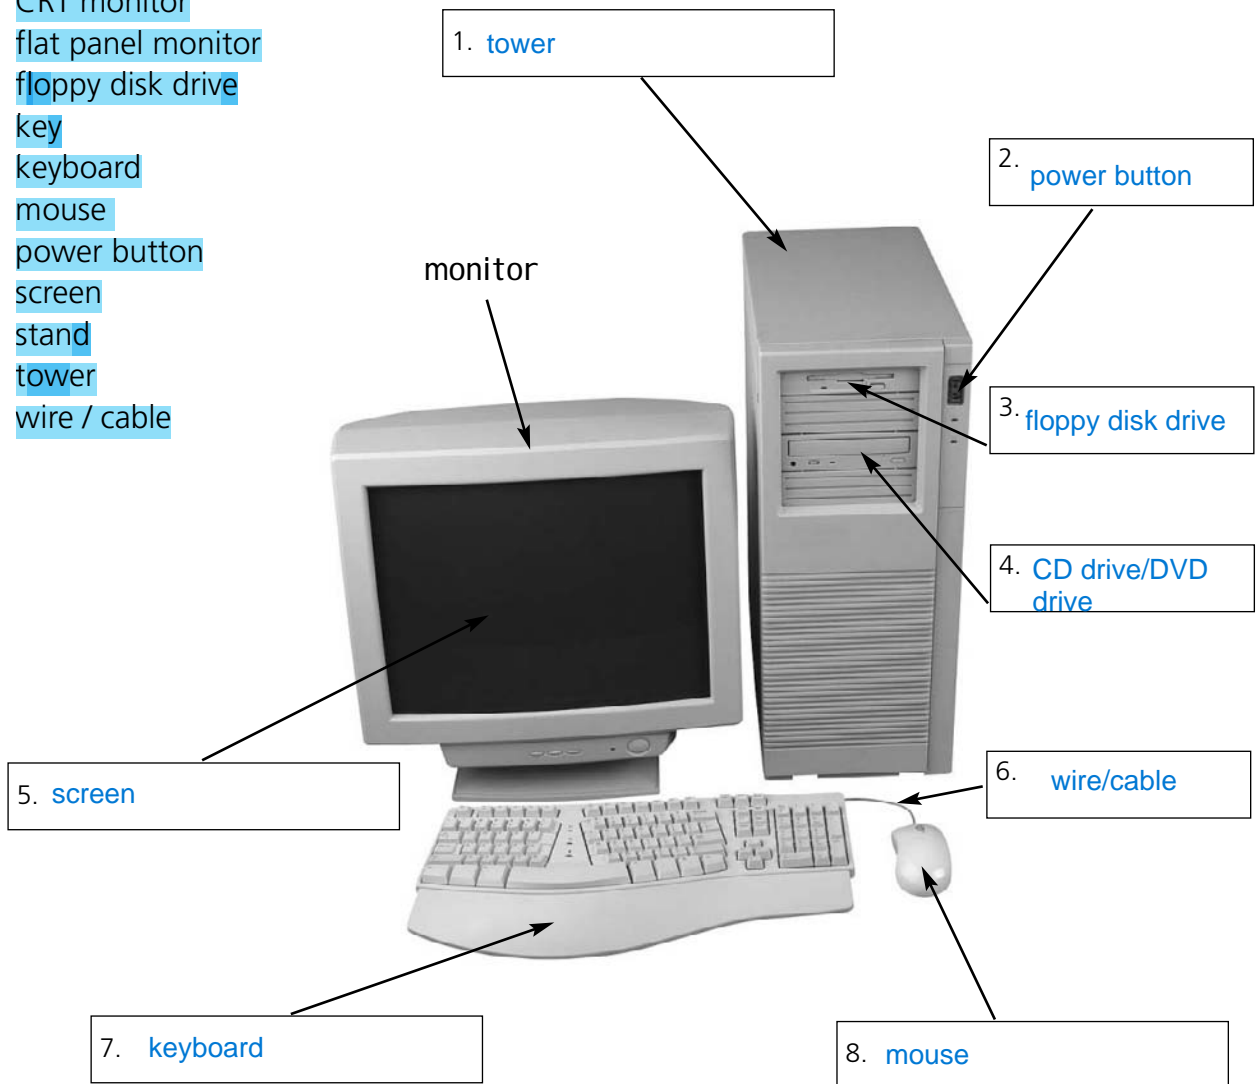 CRT monitor
flat panel monitor
floppy disk drive
key
keyboard
mouse
power button
screen
stand
tower
wire / cable
1. tower
2. power button
monitor
3. floppy disk drive
4. CD drive/DVD
drive
5. screen
6. wire/cable
7. keyboard
8. mouse